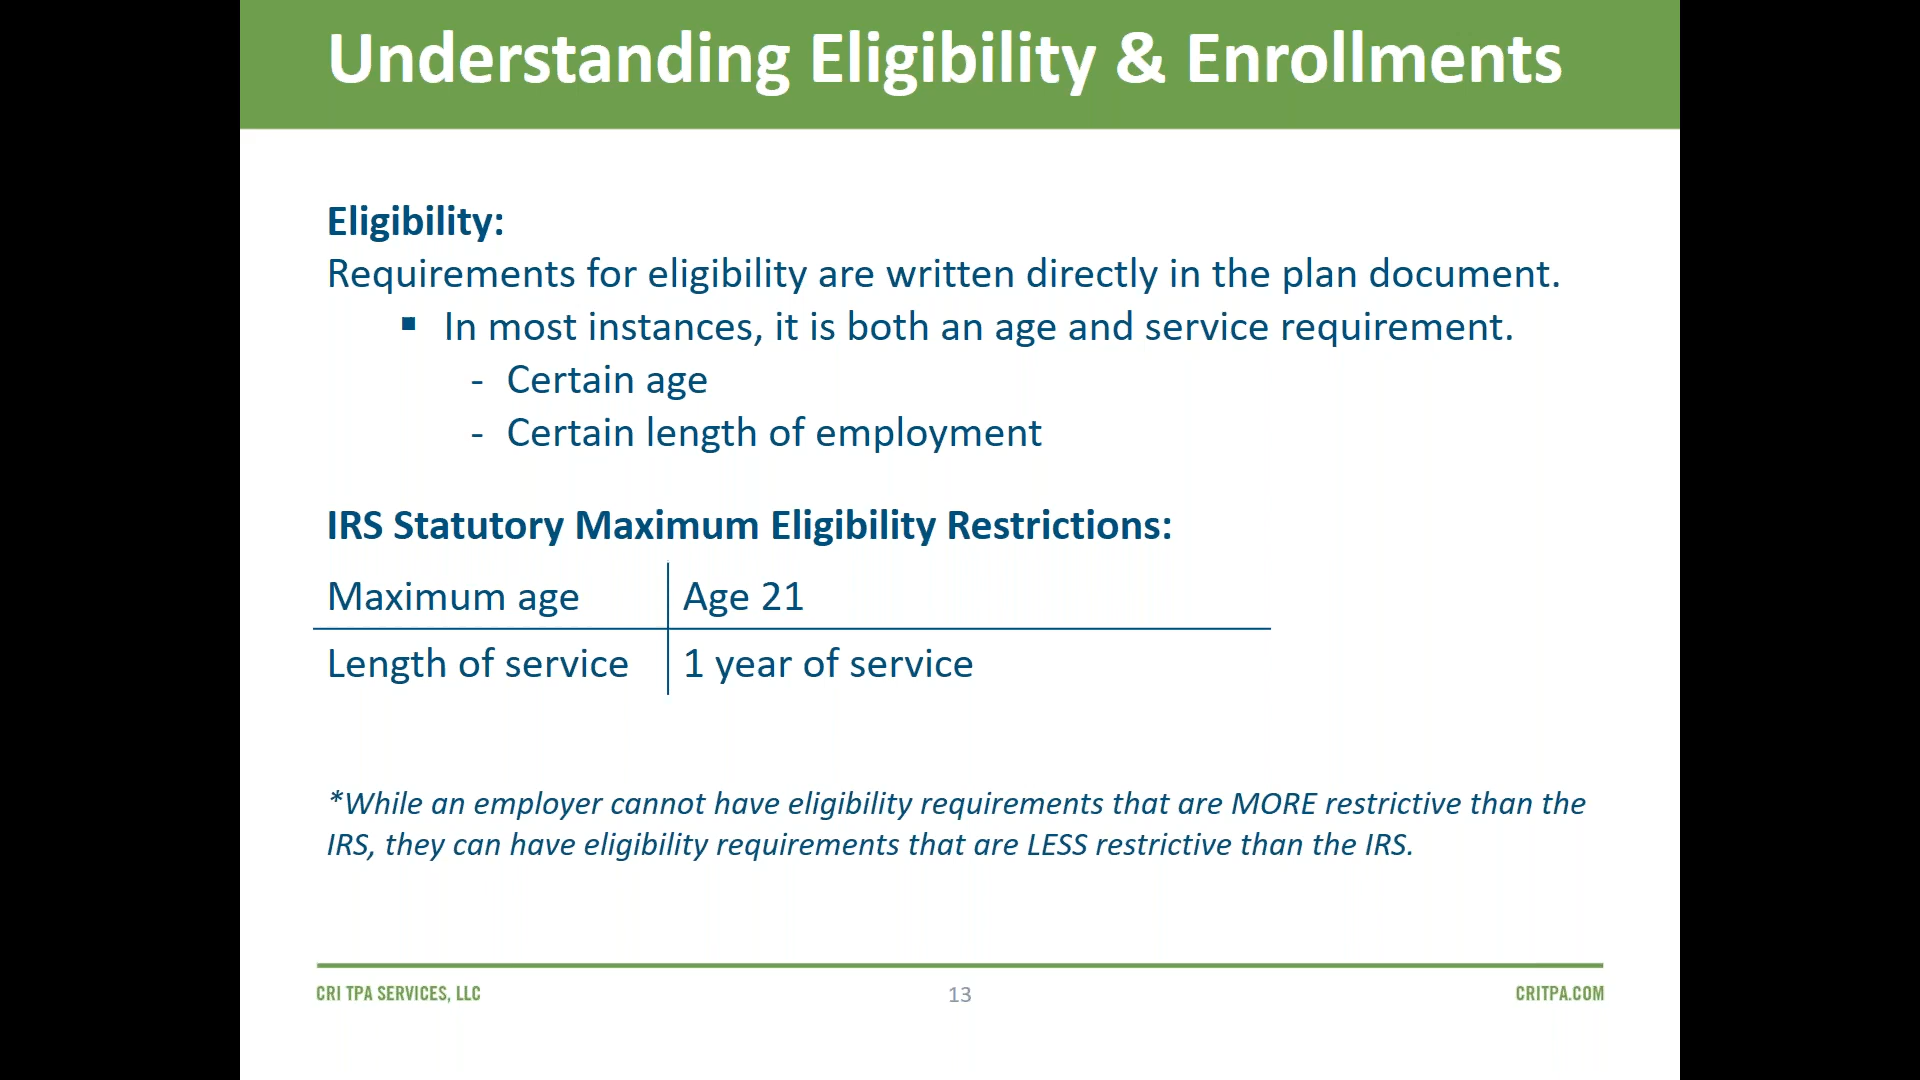 Understanding Eligibility & Enrollments
Eligibility:
Requirements for eligibility are written directly in the plan document.
▪ In most instances, it is both an age and service requirement.
- Certain age
- Certain length of employment
IRS Statutory Maximum Eligibility Restrictions:
Maximum age Age 21
Length of service 1 year of service
*While an employer cannot have eligibility requirements that are MORE restrictive than the
IRS, they can have eligibility requirements that are LESS restrictive than the IRS.
CRI TPA SERVICES, LLC 13 CRITPA.COM